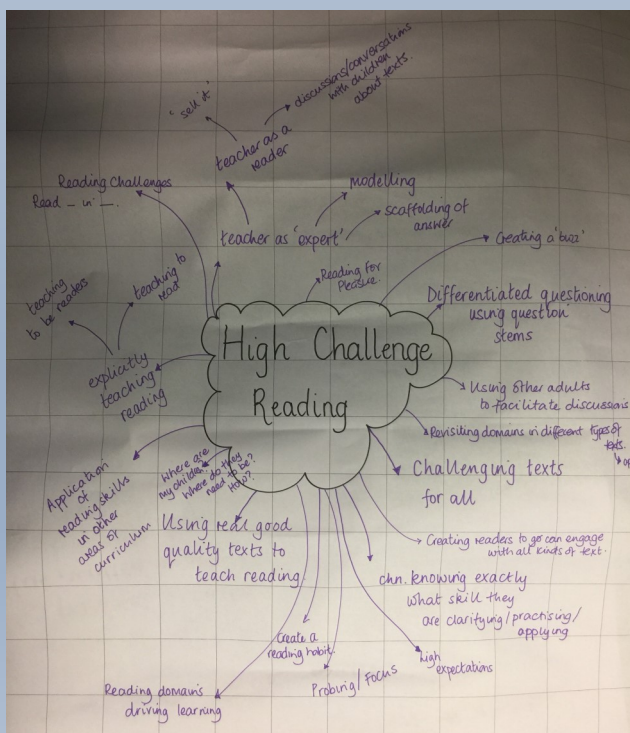 'sell it'
discussions/conversations
with children
about texts.
teacher as a
reader
Reading Challenges
Read _ in _.
modelling
scaffolding of
answer
teacher as 'expert'
Creating a 'buzz'
Reading for
Pleasure.
teaching
to be readers
teaching to
read
explicitly
teaching
reading
High Challenge
Reading
Differentiated questioning
using question
stems
Using other adults
to facilitate discussions
Revisiting domains in different types of
texts.
Challenging texts
for all
Application
of
reading skills
in other
areas of
curriculum
Where are
my children?
Where do they
need to be?
How?
Using real good
quality texts to
teach reading
Creating readers to go can engage
with all kinds of text.
chn. knowing exactly
what skill they
are clarifying/practising/
applying
Create a
reading habit.
high
expectations
Probing/Focus
Reading domains
driving learning